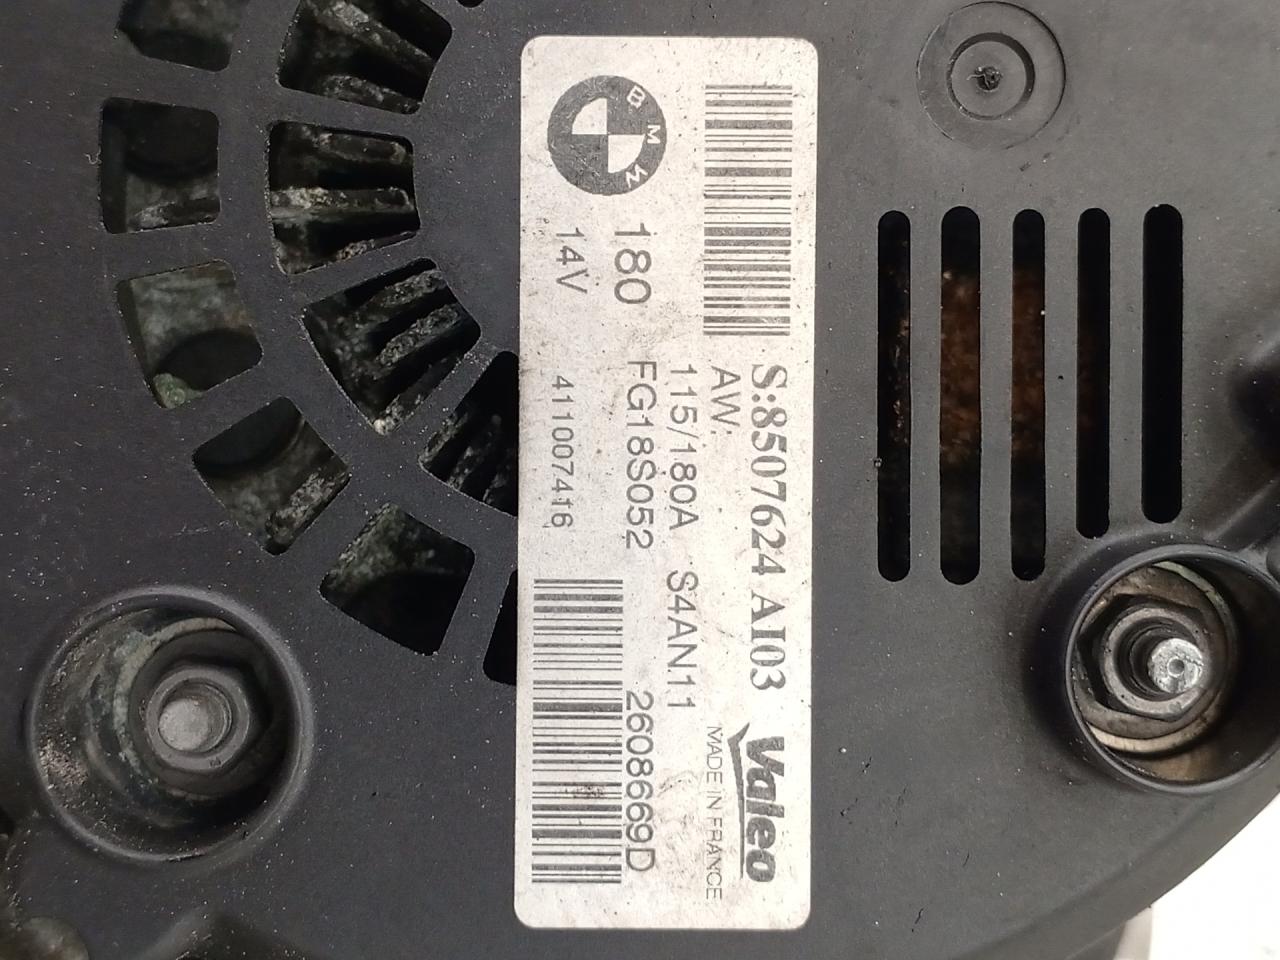 BMW
S:8507624 AI03
Valeo
AW:
MADE IN FRANCE
115/180A S4AN11
180 FG18S052 2608669D
14V 411007416